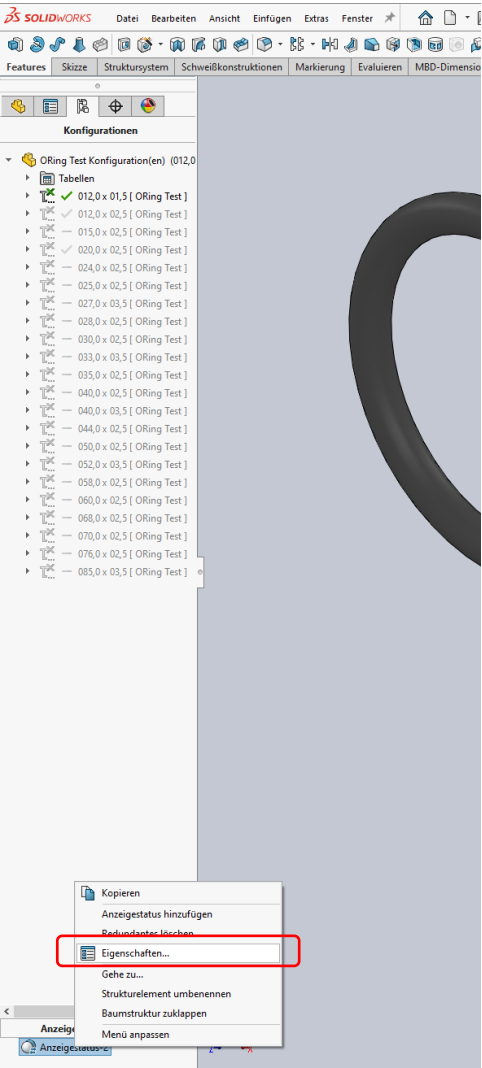 SOLIDWORKS Datei Bearbeiten Ansicht Einfügen Extras Fenster
Features Skizze Struktursystem Schweißkonstruktionen Markierung Evaluieren MBD-Dimensio
Konfigurationen
ORing Test Konfiguration(en) (012,0
Tabellen
012,0 x 01,5 [ ORing Test ]
012,0 x 02,5 [ ORing Test ]
015,0 x 02,5 [ ORing Test ]
020,0 x 02,5 [ ORing Test ]
024,0 x 02,5 [ ORing Test ]
025,0 x 02,5 [ ORing Test ]
027,0 x 03,5 [ ORing Test ]
028,0 x 02,5 [ ORing Test ]
030,0 x 02,5 [ ORing Test ]
033,0 x 03,5 [ ORing Test ]
035,0 x 02,5 [ ORing Test ]
040,0 x 02,5 [ ORing Test ]
040,0 x 03,5 [ ORing Test ]
044,0 x 02,5 [ ORing Test ]
050,0 x 02,5 [ ORing Test ]
052,0 x 03,5 [ ORing Test ]
058,0 x 02,5 [ ORing Test ]
060,0 x 02,5 [ ORing Test ]
068,0 x 02,5 [ ORing Test ]
070,0 x 02,5 [ ORing Test ]
076,0 x 02,5 [ ORing Test ]
085,0 x 03,5 [ ORing Test ]
Kopieren
Anzeigestatus hinzufügen
Redundantes löschen
Eigenschaften...
Gehe zu...
Strukturelement umbenennen
Baumstruktur zuklappen
Anzeige
Menü anpassen
Anzeigestatus-2